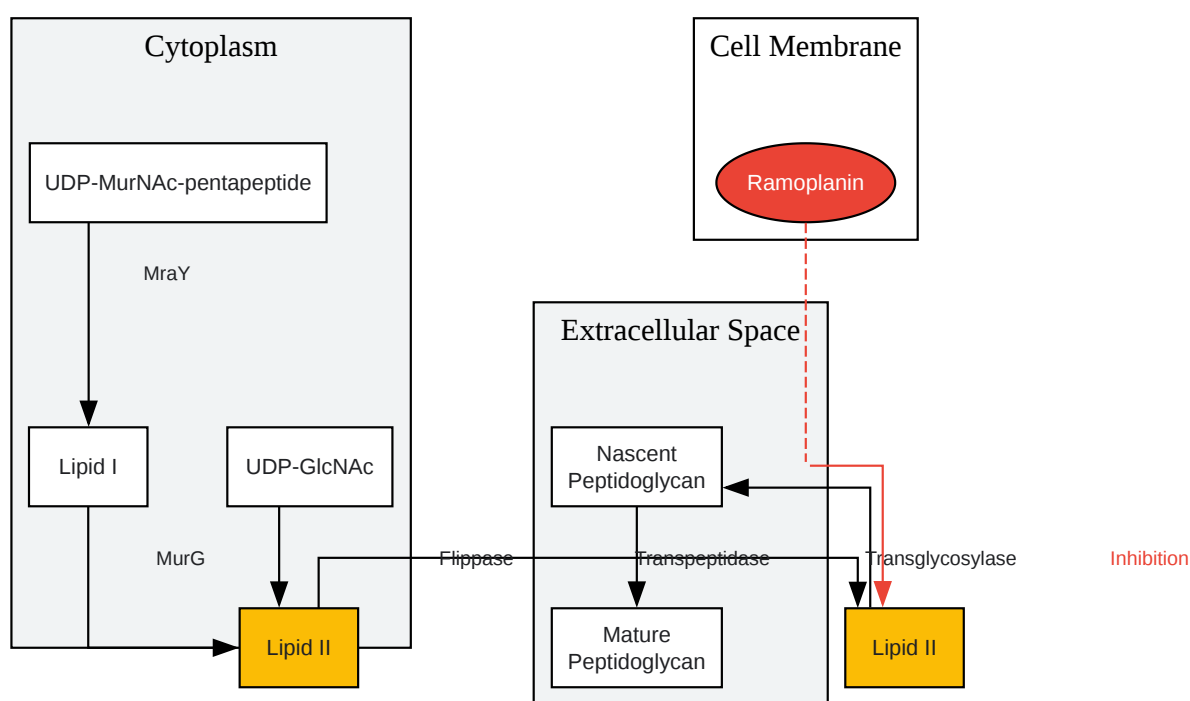 Cytoplasm
Cell Membrane
UDP-MurNAc-pentapeptide
Ramoplanin
MraY
Extracellular Space
Lipid I
UDP-GlcNAc
Nascent
Peptidoglycan
MurG
Flippase
Transpeptidase
Transglycosylase
Inhibition
Lipid II
Mature
Peptidoglycan
Lipid II